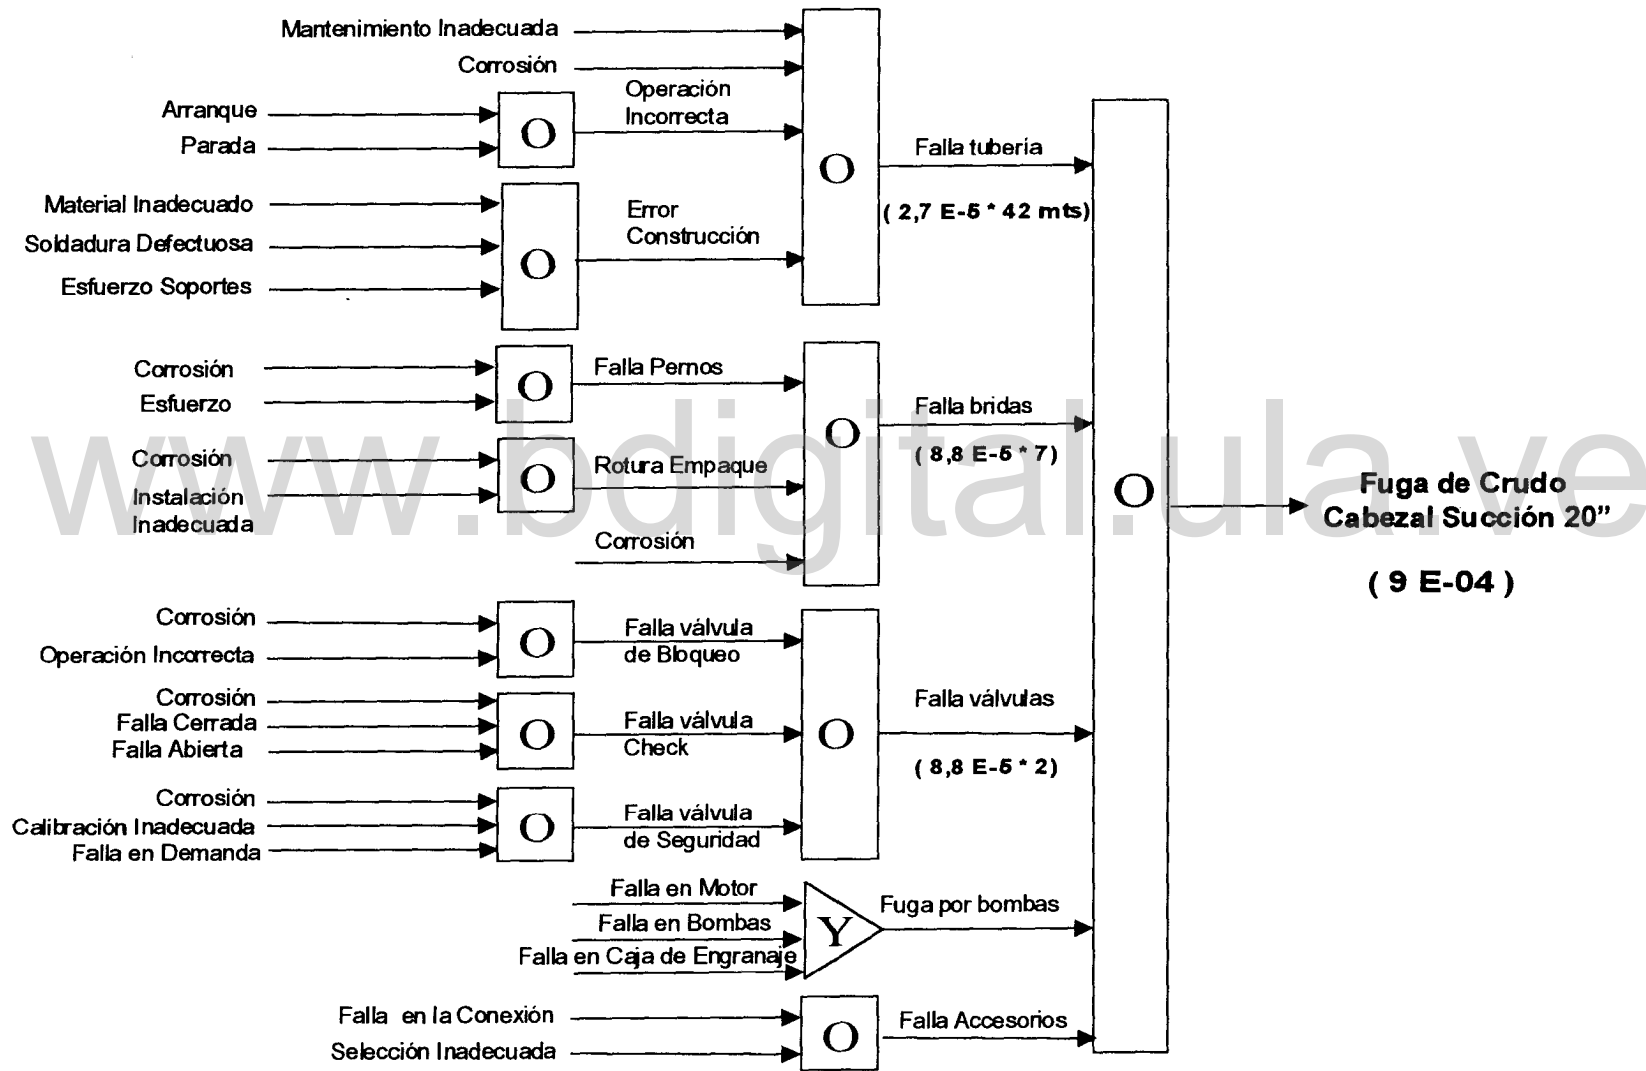 Mantenimiento Inadecuada
Corrosión
Arranque
Parada
O
Operación
Incorrecta
Material Inadecuado
Soldadura Defectuosa
Esfuerzo Soportes
O
Error
Construcción
O
Falla tubería
( 2,7 E-5 * 42 mts)
Corrosión
Esfuerzo
O
Falla Pernos
Corrosión
Instalación
Inadecuada
O
Rotura Empaque
Corrosión
O
Falla bridas
( 8,8 E-5 * 7)
Corrosión
Operación Incorrecta
O
Falla válvula
de Bloqueo
Corrosión
Falla Cerrada
Falla Abierta
O
Falla válvula
Check
Corrosión
Calibración Inadecuada
Falla en Demanda
O
Falla válvula
de Seguridad
O
Falla válvulas
( 8,8 E-5 * 2)
Falla en Motor
Falla en Bombas
Falla en Caja de Engranaje
Y
Fuga por bombas
Falla en la Conexión
Selección Inadecuada
O
Falla Accesorios
O
Fuga de Crudo
Cabezal Succión 20”
( 9 E-04 )
www.bdigital.ula.ve